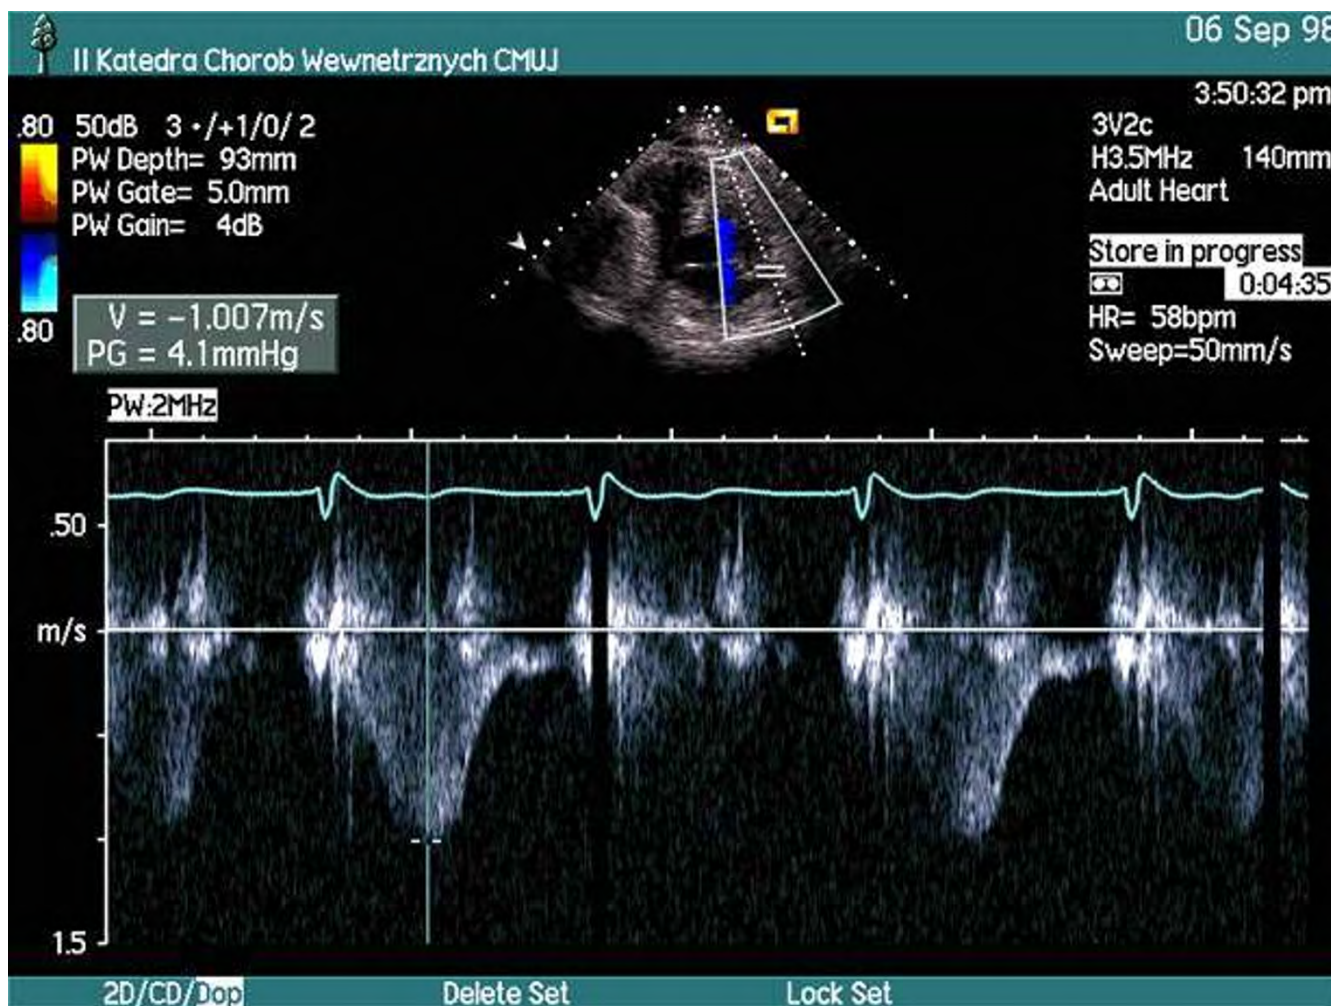 06 Sep 98
II Katedra Chorob Wewnetrznych CMUJ
3:50:32 pm
.80 50dB 3 •/+1/0/ 2
PW Depth= 93mm
PW Gate= 5.0mm
PW Gain= 4dB
.80
V = -1.007m/s
PG = 4.1mmHg
3V2c
H3.5MHz 140mm
Adult Heart
Store in progress
0:04:35
HR= 58bpm
Sweep=50mm/s
PW:2MHz
.50
m/s
1.5
2D/CD/Dop Delete Set Lock Set